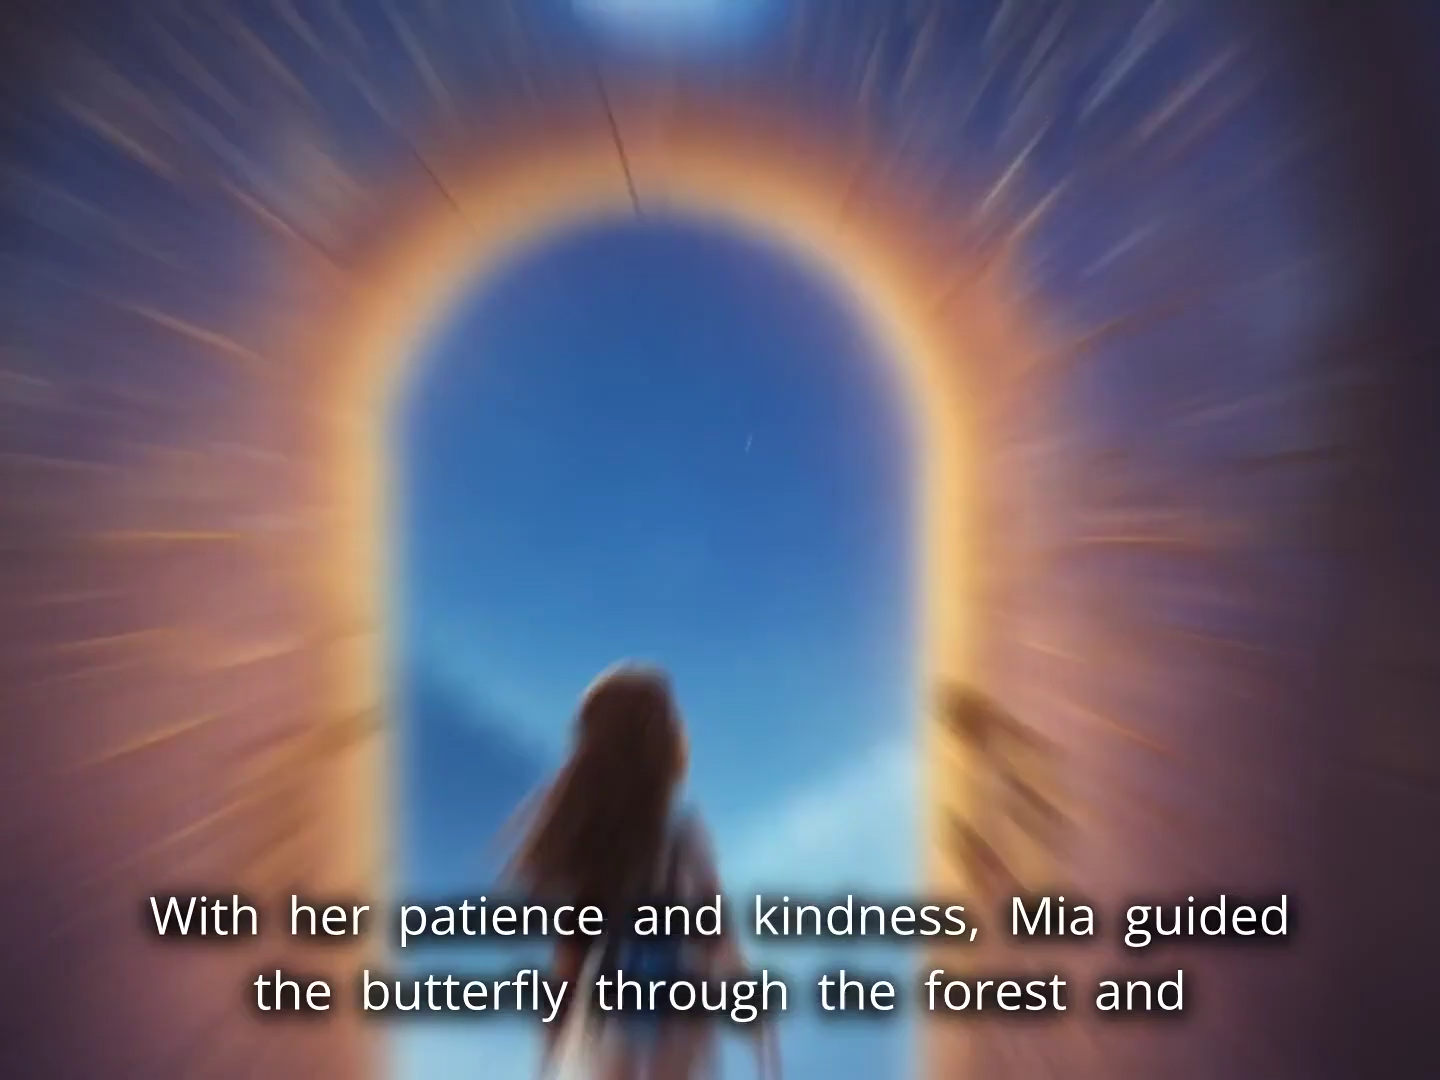 With her patience and kindness, Mia guided
the butterfly through the forest and